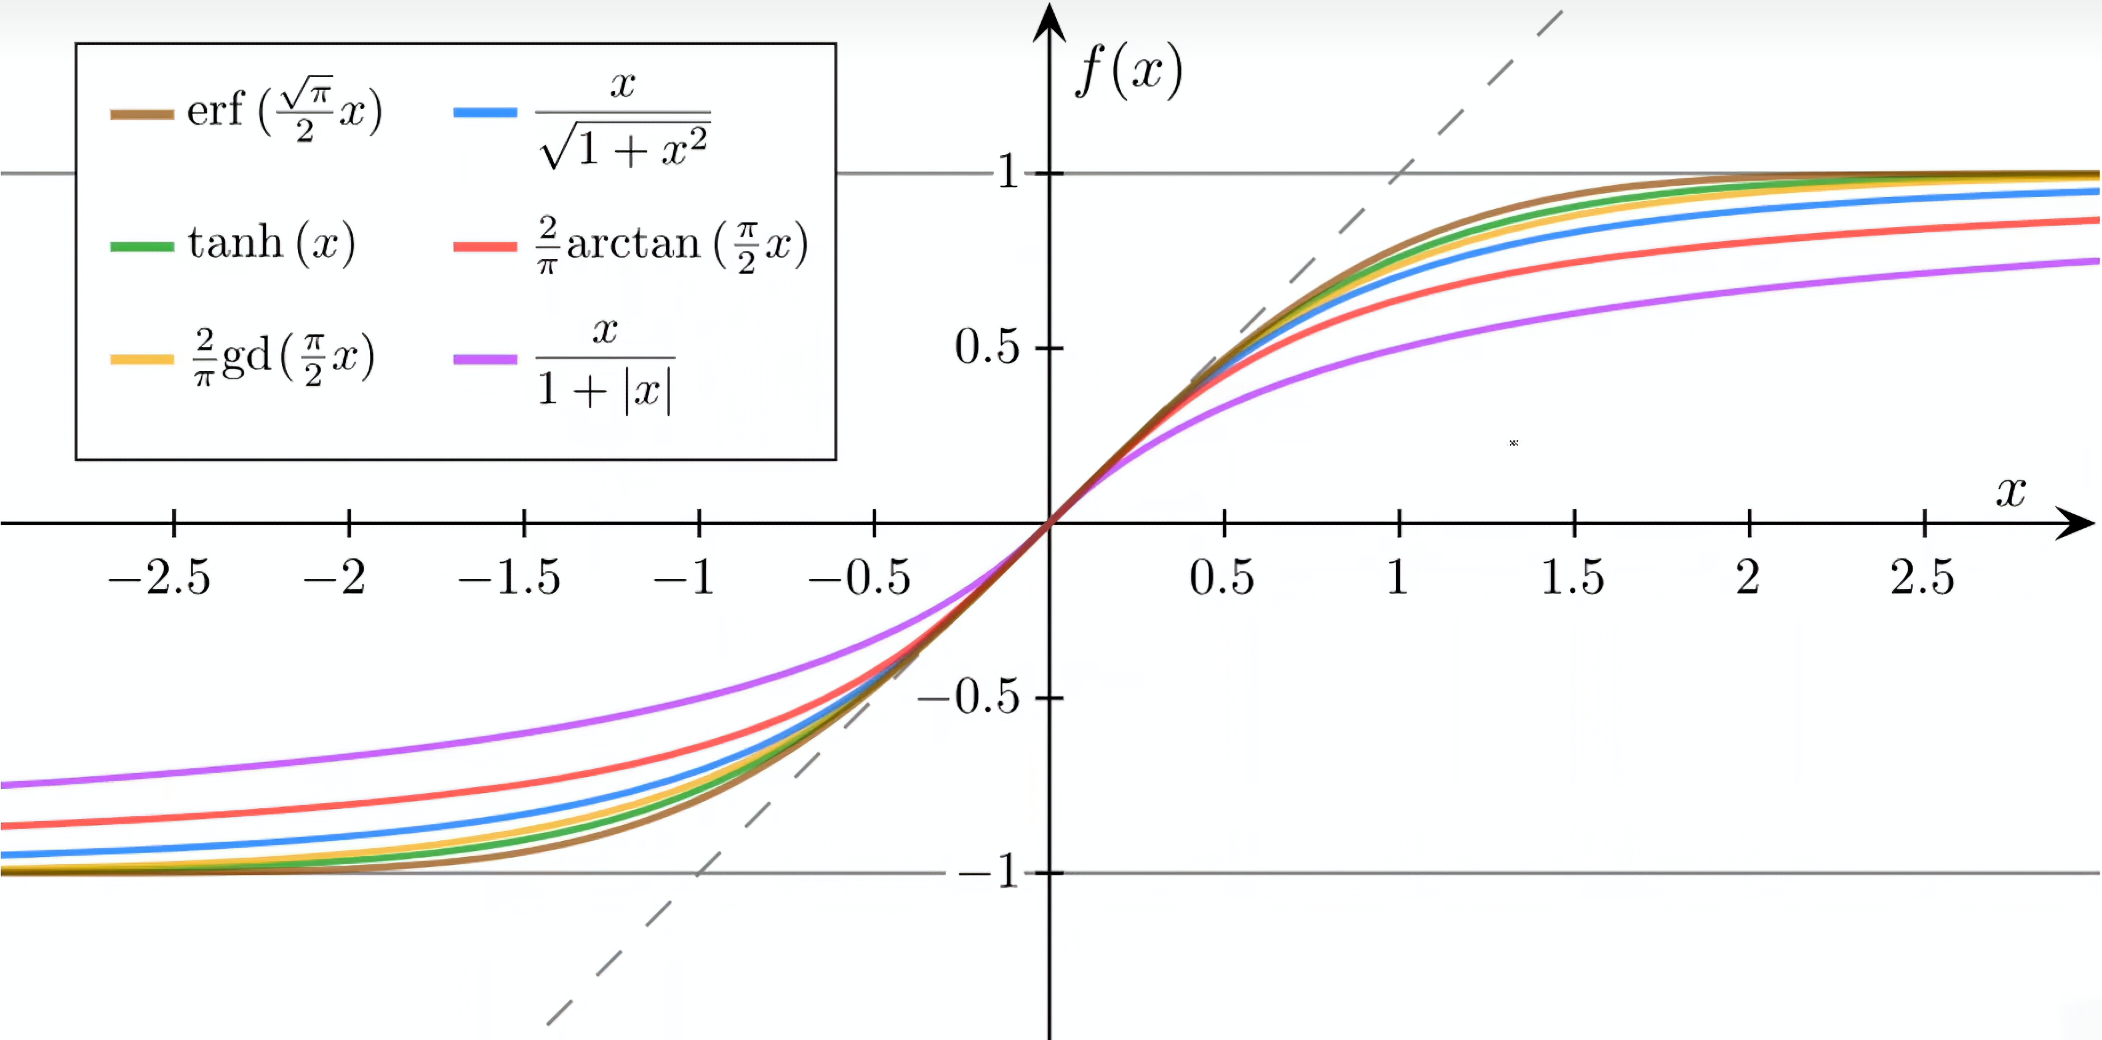 f(x)
erf (√π/2 x)
x/√(1 + x²)
1
tanh (x)
2/π arctan (π/2 x)
2/π gd (π/2 x)
x/(1 + |x|)
0.5
x
−2.5 −2 −1.5 −1 −0.5 0.5 1 1.5 2 2.5
−0.5
−1